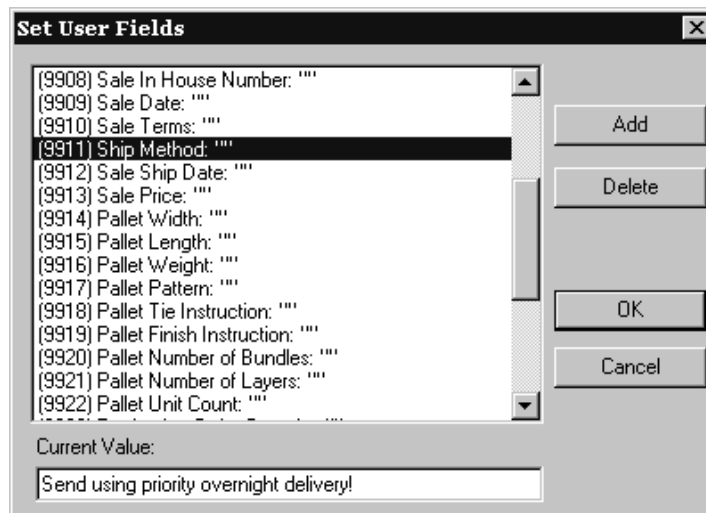 Set User Fields
(9908) Sale In House Number: ""
(9909) Sale Date: ""
(9910) Sale Terms: ""
(9911) Ship Method: ""
(9912) Sale Ship Date: ""
(9913) Sale Price: ""
(9914) Pallet Width: ""
(9915) Pallet Length: ""
(9916) Pallet Weight: ""
(9917) Pallet Pattern: ""
(9918) Pallet Tie Instruction: ""
(9919) Pallet Finish Instruction: ""
(9920) Pallet Number of Bundles: ""
(9921) Pallet Number of Layers: ""
(9922) Pallet Unit Count: ""
Add
Delete
OK
Cancel
Current Value:
Send using priority overnight delivery!